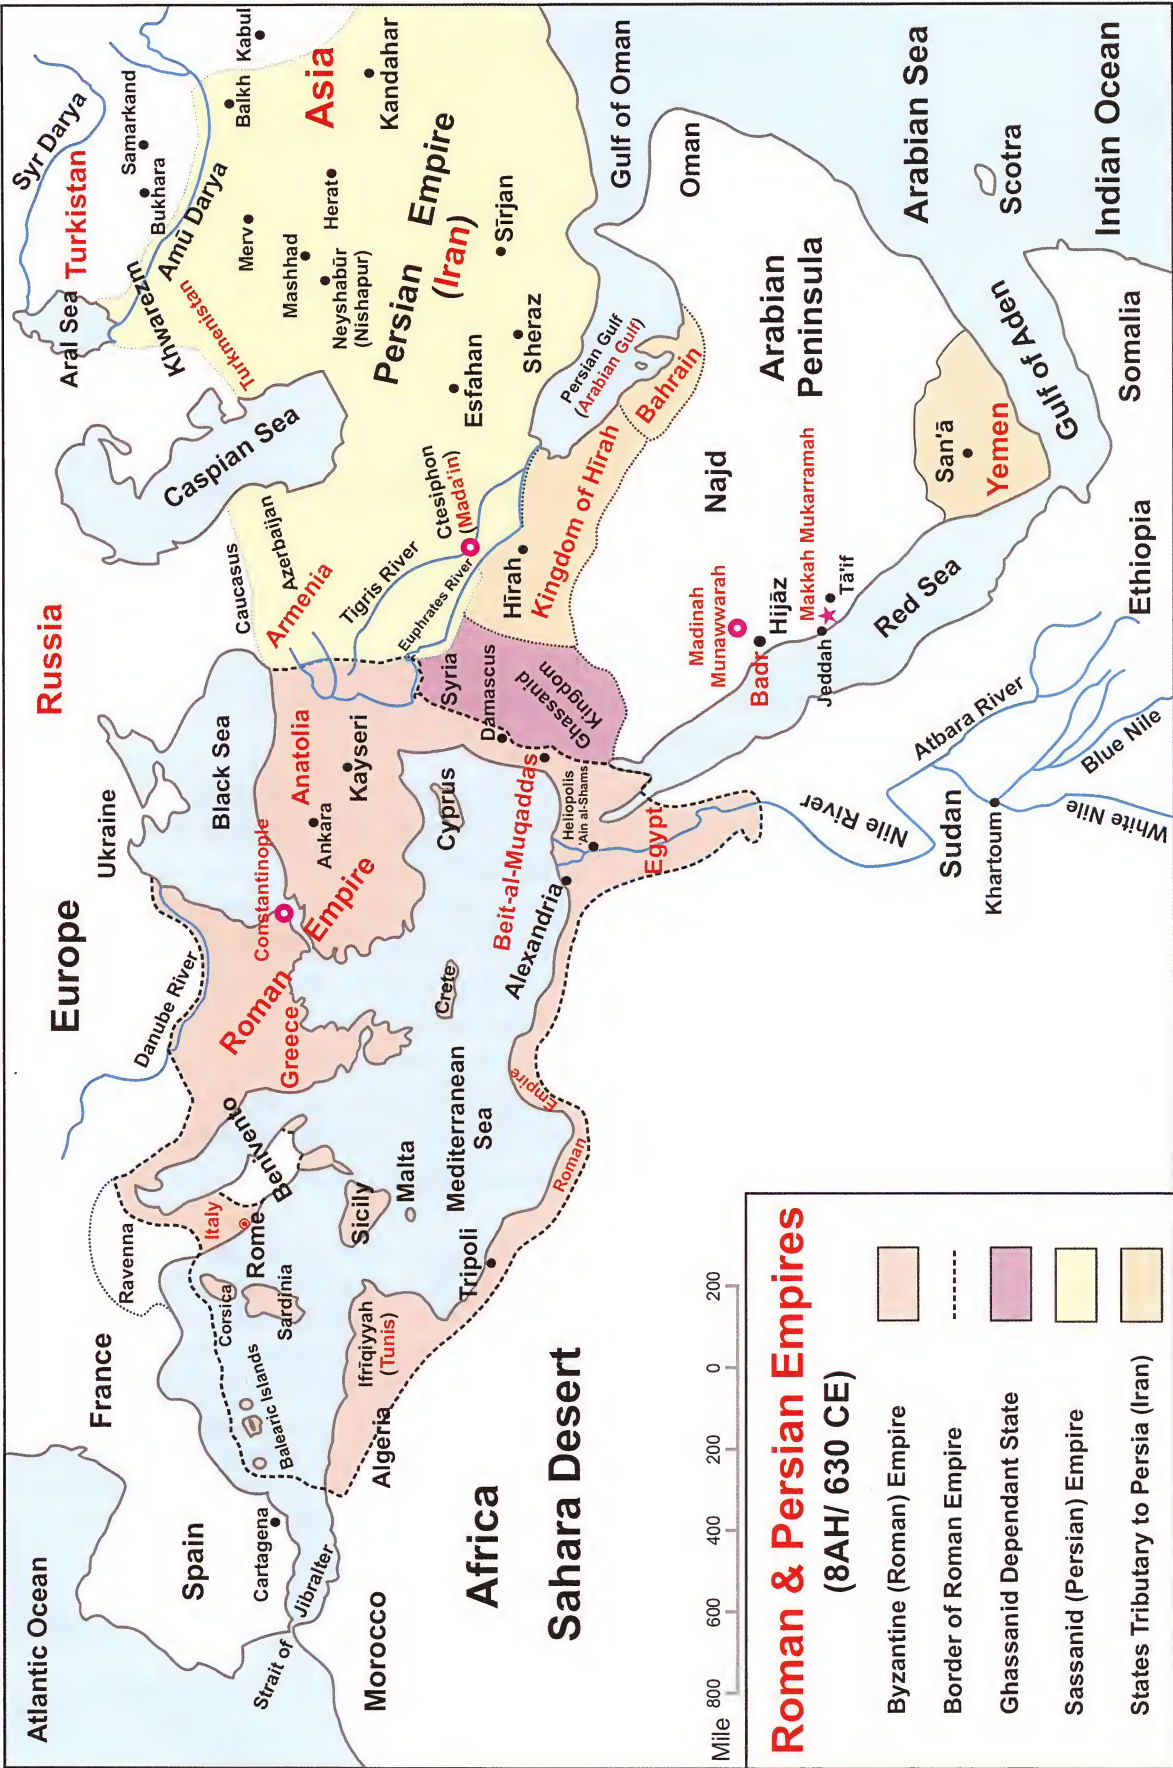 Atlantic Ocean
Spain
Cartagena
Strait of
Jibralter
Morocco
France
Ravenna
Corsica
Sardinia
Balearic Islands
Italy
Rome
Benivento
Sicily
Malta
Algeria
Ifrīqiyyah
(Tunis)
Tripoli
Africa
Sahara Desert
Europe
Danube River
Ukraine
Russia
Black Sea
Constantinople
Roman
Empire
Greece
Anatolia
Ankara
Kayseri
Cyprus
Crete
Mediterranean
Sea
Roman
Empire
Alexandria
Beit-al-Muqaddas
Heliopolis
'Ain al-Shams
Egypt
Nile River
Sudan
Khartoum
Atbara River
Blue Nile
White Nile
Ethiopia
Somalia
Caucasus
Azerbaijan
Armenia
Tigris River
Euphrates River
Syria
Damascus
Ghassanid
Kingdom
Hīrah
Kingdom of Hīrah
Ctesiphon
(Mada'in)
Caspian Sea
Aral Sea
Turkistan
Syr Darya
Samarkand
Bukhara
Khwarezm
Amū Darya
Turkmenistan
Merv
Mashhad
Herat
Neyshabūr
(Nishapur)
Balkh
Kabul
Asia
Kandahar
Persian Empire
(Iran)
Esfahan
Sheraz
Sīrjan
Persian Gulf
(Arabian Gulf)
Bahrain
Gulf of Oman
Oman
Arabian
Peninsula
Najd
Madinah
Munawwarah
Badr
Hijāz
Makkah Mukarramah
Jeddah
Tā'if
Red Sea
San'ā
Yemen
Gulf of Aden
Arabian Sea
Scotra
Indian Ocean
Mile
800
600
400
200
0
200
Roman & Persian Empires
(8AH/ 630 CE)
Byzantine (Roman) Empire
Border of Roman Empire
Ghassanid Dependant State
Sassanid (Persian) Empire
States Tributary to Persia (Iran)